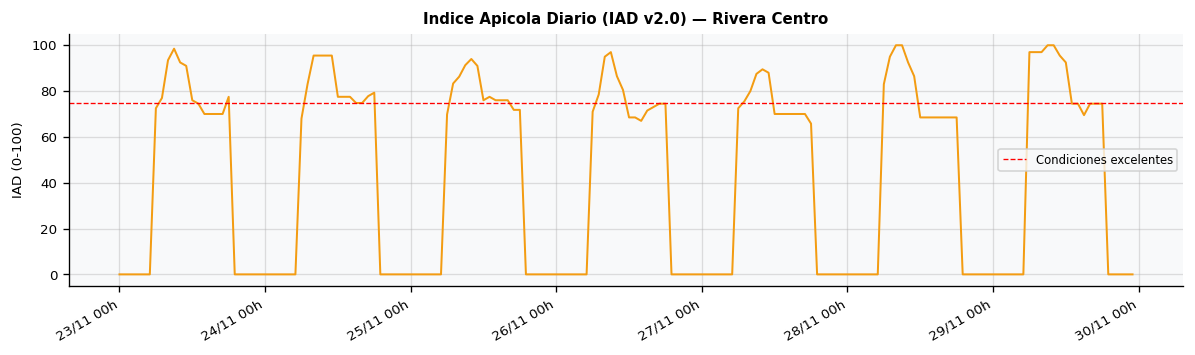 Indice Apicola Diario (IAD v2.0) — Rivera Centro
IAD (0-100)
100
80
60
40
20
0
Condiciones excelentes
23/11 00h
24/11 00h
25/11 00h
26/11 00h
27/11 00h
28/11 00h
29/11 00h
30/11 00h